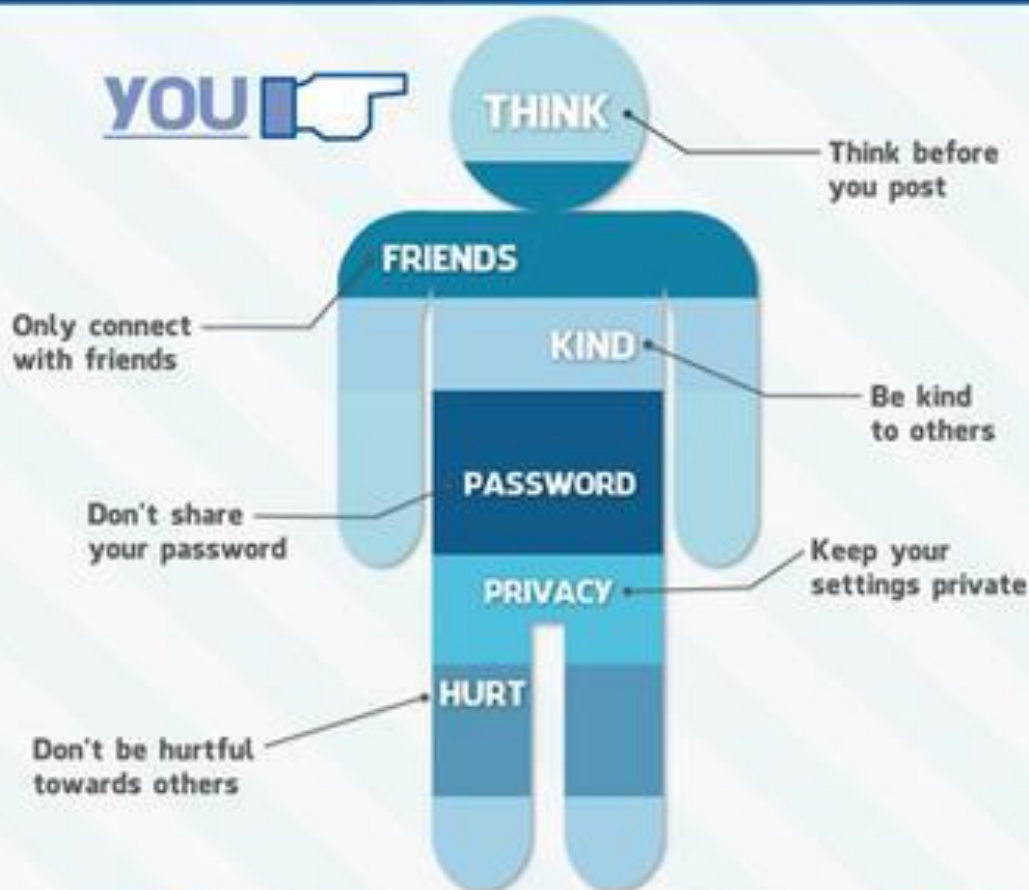 YOU
THINK
Think before
you post
FRIENDS
Only connect
with friends
KIND
Be kind
to others
PASSWORD
Don't share
your password
Keep your
settings private
PRIVACY
HURT
Don't be hurtful
towards others